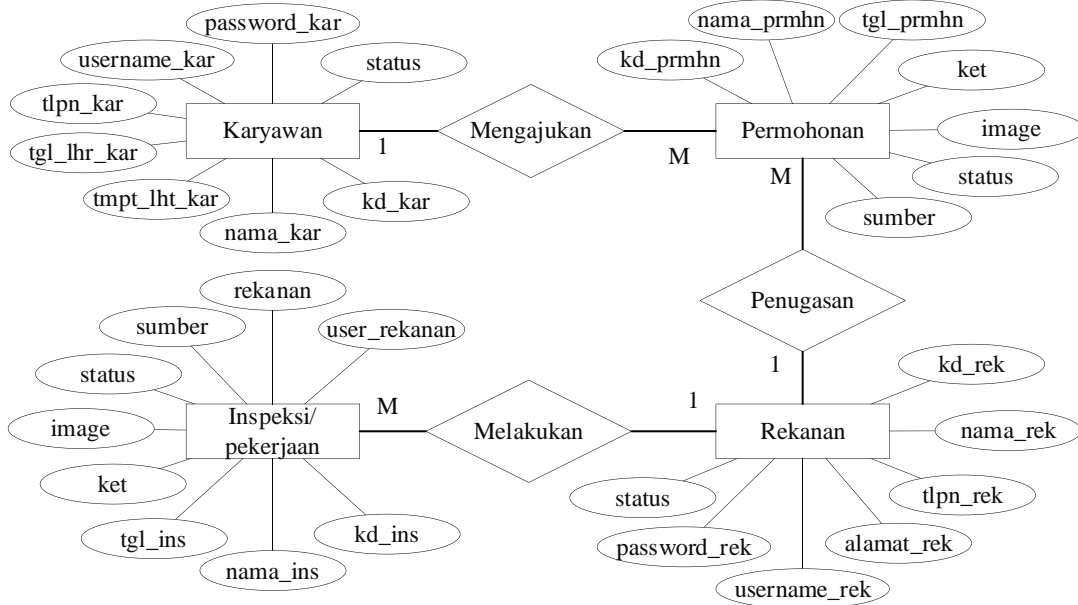 password_kar
username_kar
status
tlpn_kar
Karyawan
tgl_lhr_kar
tmpt_lht_kar
kd_kar
nama_kar
1
Mengajukan
M
nama_prmhn
tgl_prmhn
kd_prmhn
ket
Permohonan
image
status
sumber
M
Penugasan
1
rekanan
sumber
user_rekanan
status
Inspeksi/
pekerjaan
image
ket
tgl_ins
kd_ins
nama_ins
M
Melakukan
1
kd_rek
Rekanan
nama_rek
status
tlpn_rek
password_rek
alamat_rek
username_rek